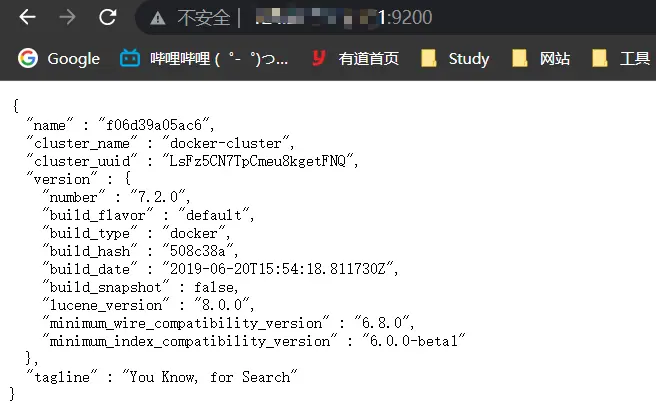 不安全
1:9200
Google
哔哩哔哩 (゜-゜)つ...
有道首页
Study
网站
工具
{
"name" : "f06d39a05ac6",
"cluster_name" : "docker-cluster",
"cluster_uuid" : "LsFz5CN7TpCmeu8kgetFNQ",
"version" : {
"number" : "7.2.0",
"build_flavor" : "default",
"build_type" : "docker",
"build_hash" : "508c38a",
"build_date" : "2019-06-20T15:54:18.811730Z",
"build_snapshot" : false,
"lucene_version" : "8.0.0",
"minimum_wire_compatibility_version" : "6.8.0",
"minimum_index_compatibility_version" : "6.0.0-beta1"
},
"tagline" : "You Know, for Search"
}